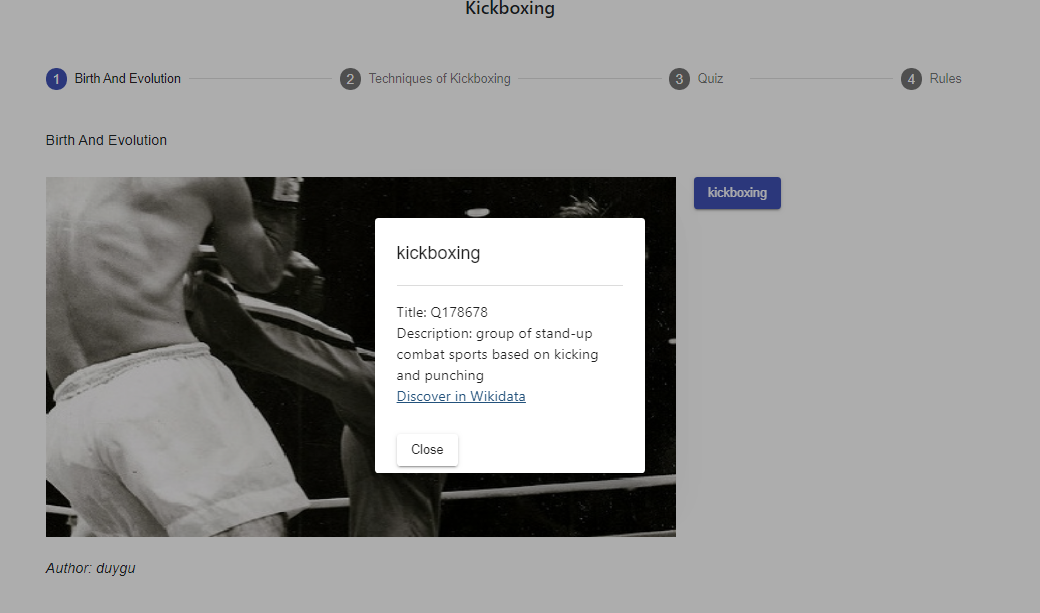 Kickboxing
1 Birth And Evolution 2 Techniques of Kickboxing 3 Quiz 4 Rules
Birth And Evolution
kickboxing
kickboxing
Title: Q178678
Description: group of stand-up
combat sports based on kicking
and punching
Discover in Wikidata
Close
Author: duygu